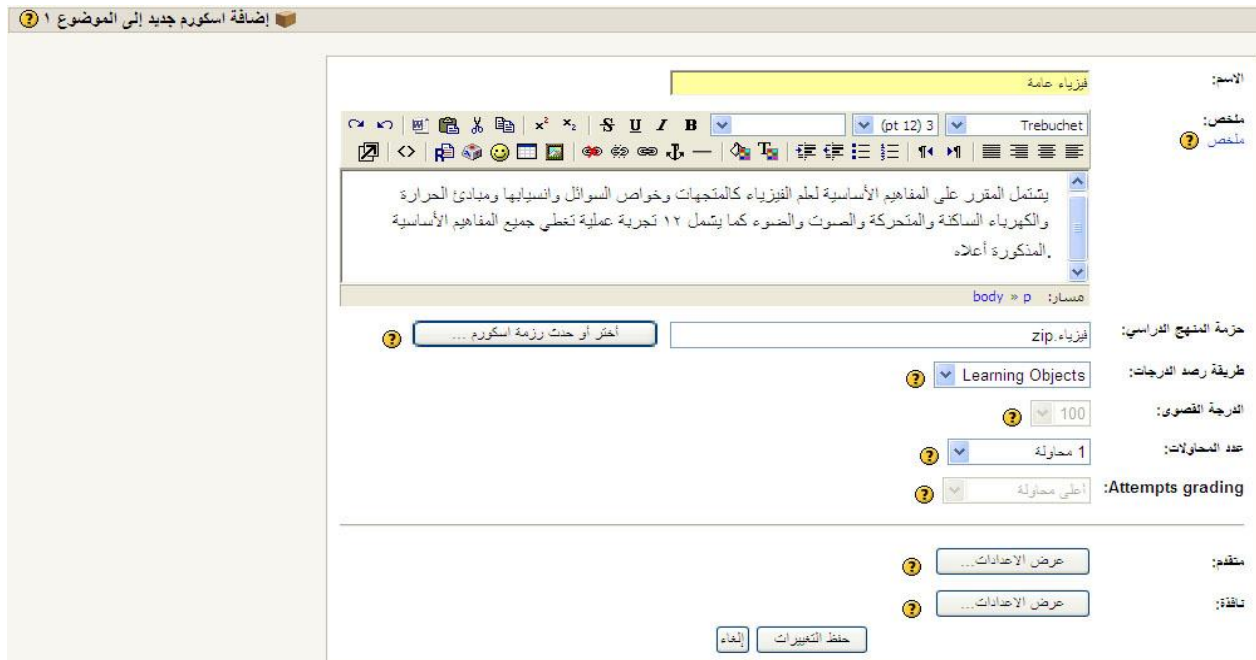 إضافة اسكورم جديد إلى الموضوع ١
الاسم: فيزياء عامة
ملخص:
ملخص
Trebuchet 3 (12 pt) B I U S x₂ x²
يشتمل المقرر على المفاهيم الأساسية لعلم الفيزياء كالمتجهات وخواص السوائل وانسيابها ومبادئ الحرارة
والكهرباء الساكنة والمتحركة والصوت والضوء كما يشمل ١٢ تجربة عملية تغطي جميع المفاهيم الأساسية
.المذكورة أعلاه
مسار: body » p
حزمة المنهج الدراسي: فيزياء.zip أختر أو حدث رزمة اسكورم ...
طريقة رصد الدرجات: Learning Objects
الدرجة القصوى: 100
عدد المحاولات: 1 محاولة
Attempts grading: أعلى محاولة
متقدم: عرض الاعدادات...
نافذة: عرض الاعدادات...
حفظ التغييرات إلغاء